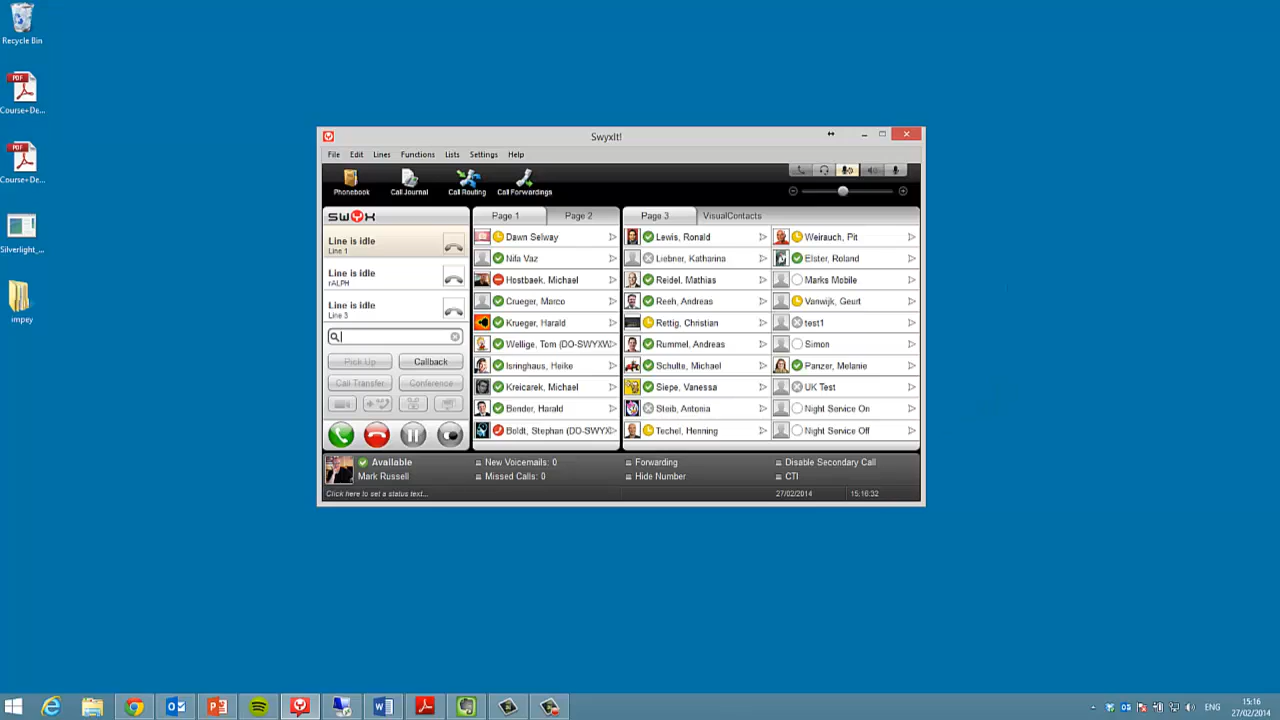 Recycle Bin
Course+De...
Course+De...
Silverlight_...
impey
SwyxIt!
File Edit Lines Functions Lists Settings Help
Phonebook Call Journal Call Routing Call Forwardings
swyx
Line is idle
Line 1
Line is idle
rALPH
Line is idle
Line 3
Pick Up Callback
Call Transfer Conference
Page 1 Page 2
Dawn Selway
Nila Vaz
Hostbaek, Michael
Crueger, Marco
Krueger, Harald
Wellige, Tom (DO-SWYXW
Isringhaus, Heike
Kreicarek, Michael
Bender, Harald
Boldt, Stephan (DO-SWYX
Page 3 VisualContacts
Lewis, Ronald
Liebner, Katharina
Reidel, Mathias
Reeh, Andreas
Rettig, Christian
Rummel, Andreas
Schulte, Michael
Siepe, Vanessa
Steib, Antonia
Techel, Henning
Weirauch, Pit
Elster, Roland
Marks Mobile
Vanwijk, Geurt
test1
Simon
Panzer, Melanie
UK Test
Night Service On
Night Service Off
Available
Mark Russell
Click here to set a status text...
New Voicemails: 0
Missed Calls: 0
Forwarding
Hide Number
Disable Secondary Call
CTI
27/02/2014 15:16:32
ENG
15:16
27/02/2014